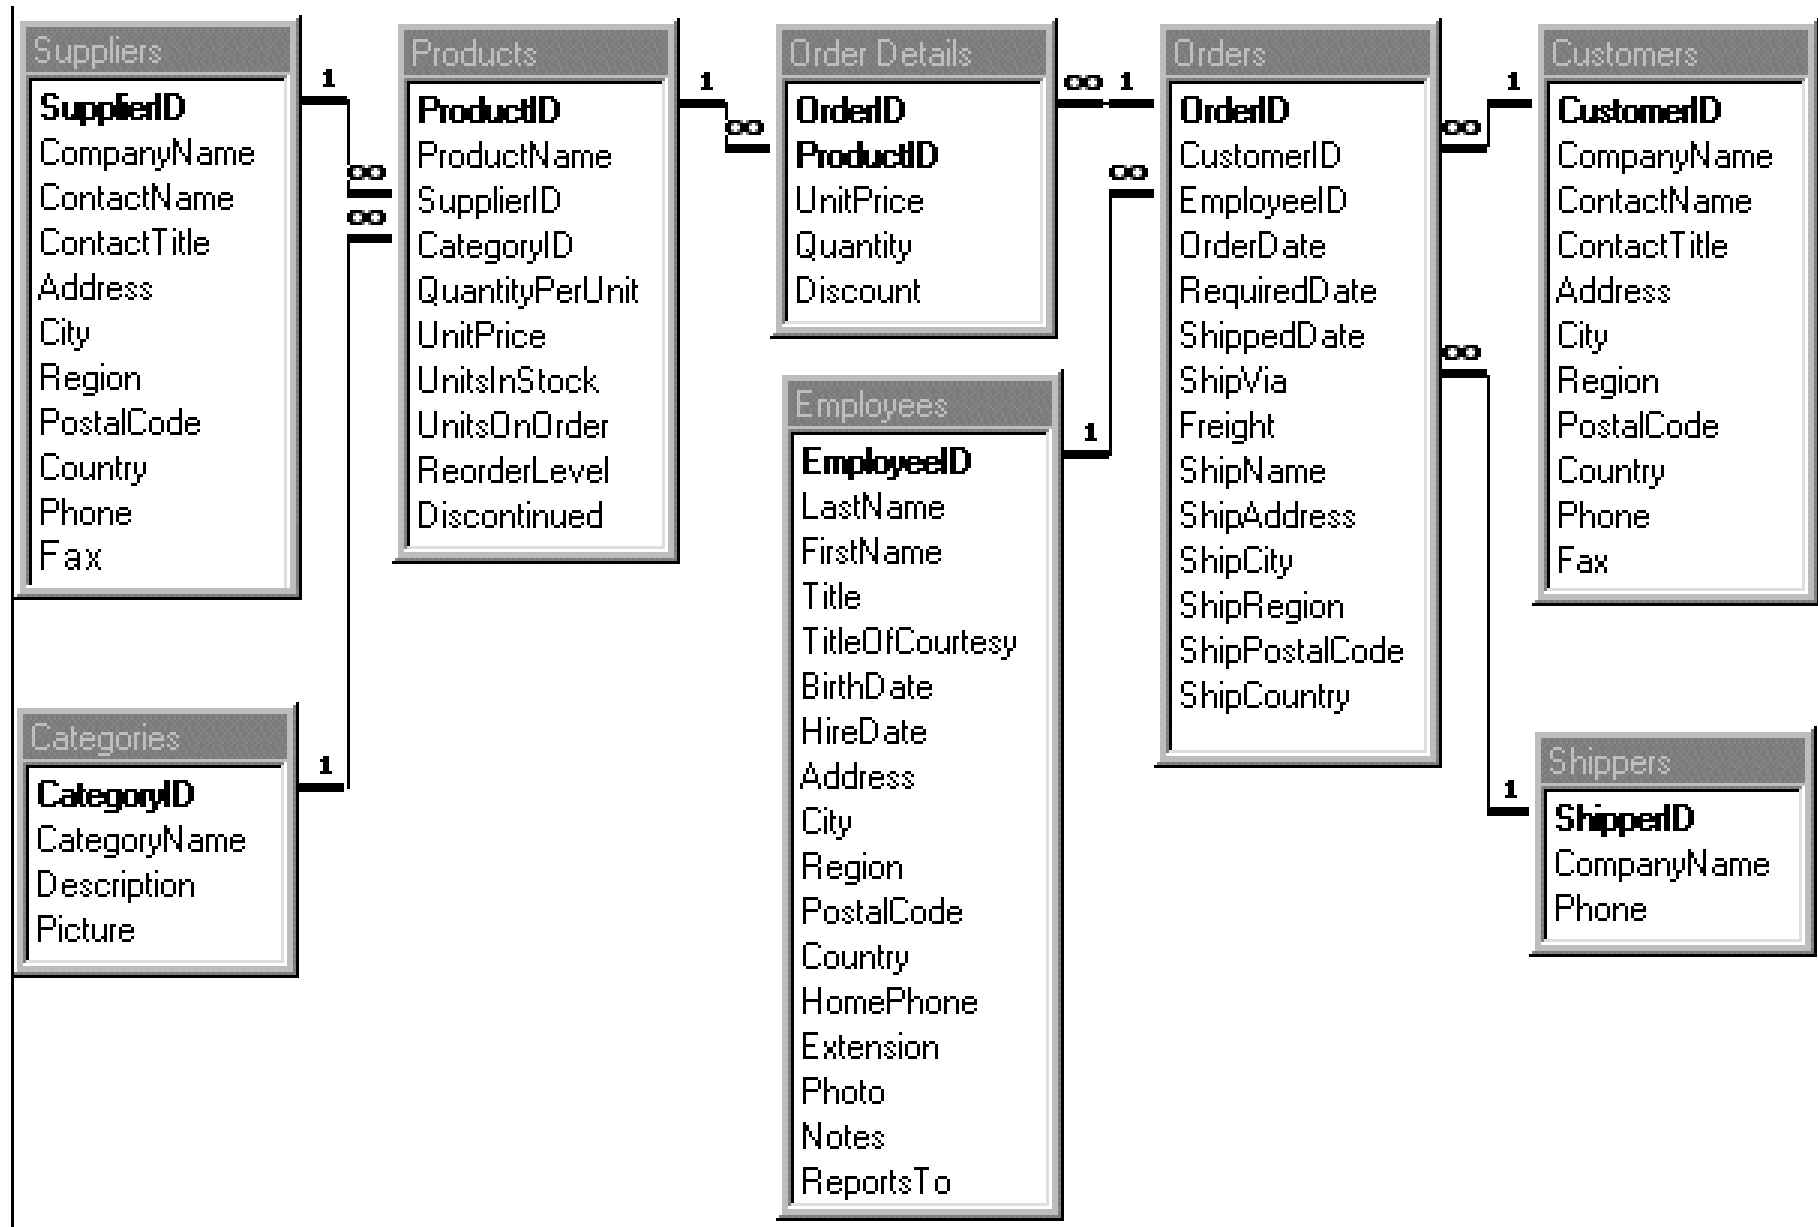 Suppliers
SupplierID
CompanyName
ContactName
ContactTitle
Address
City
Region
PostalCode
Country
Phone
Fax
1
∞
∞
Products
ProductID
ProductName
SupplierID
CategoryID
QuantityPerUnit
UnitPrice
UnitsInStock
UnitsOnOrder
ReorderLevel
Discontinued
1
∞
Order Details
OrderID
ProductID
UnitPrice
Quantity
Discount
∞ 1
∞
Orders
OrderID
CustomerID
EmployeeID
OrderDate
RequiredDate
ShippedDate
ShipVia
Freight
ShipName
ShipAddress
ShipCity
ShipRegion
ShipPostalCode
ShipCountry
1
∞
∞
Customers
CustomerID
CompanyName
ContactName
ContactTitle
Address
City
Region
PostalCode
Country
Phone
Fax
Categories
CategoryID
CategoryName
Description
Picture
1
Employees
EmployeeID
LastName
FirstName
Title
TitleOfCourtesy
BirthDate
HireDate
Address
City
Region
PostalCode
Country
HomePhone
Extension
Photo
Notes
ReportsTo
1
Shippers
ShipperID
CompanyName
Phone
1